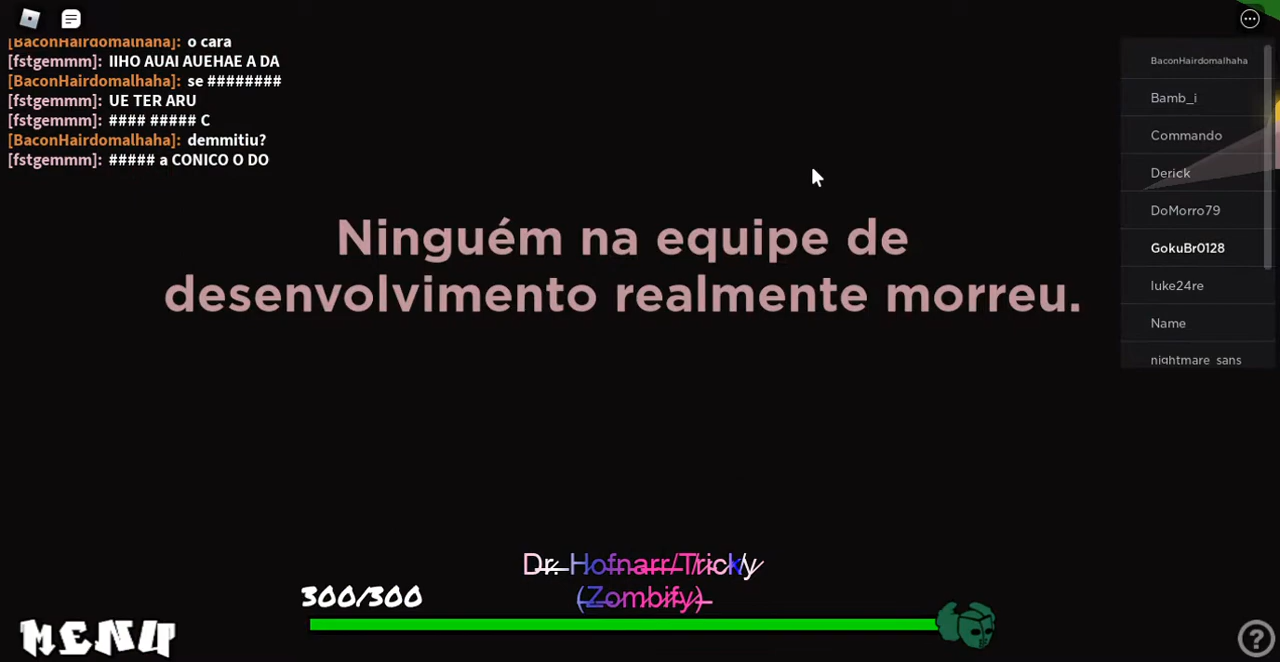 [BaconHairdomalhaha]: o cara
[fstgemmm]: IIHO AUAI AUEHAE A DA
[BaconHairdomalhaha]: se ########
[fstgemmm]: UE TER ARU
[fstgemmm]: #### ##### C
[BaconHairdomalhaha]: demmitiu?
[fstgemmm]: ##### a CONICO O DO
Ninguém na equipe de
desenvolvimento realmente morreu.
BaconHairdomalhaha
Bamb_i
Commando
Derick
DoMorro79
GokuBr0128
luke24re
Name
nightmare_sans
Dr. Hofnarr/Tricky
(Zombify)
300/300
MENU
?